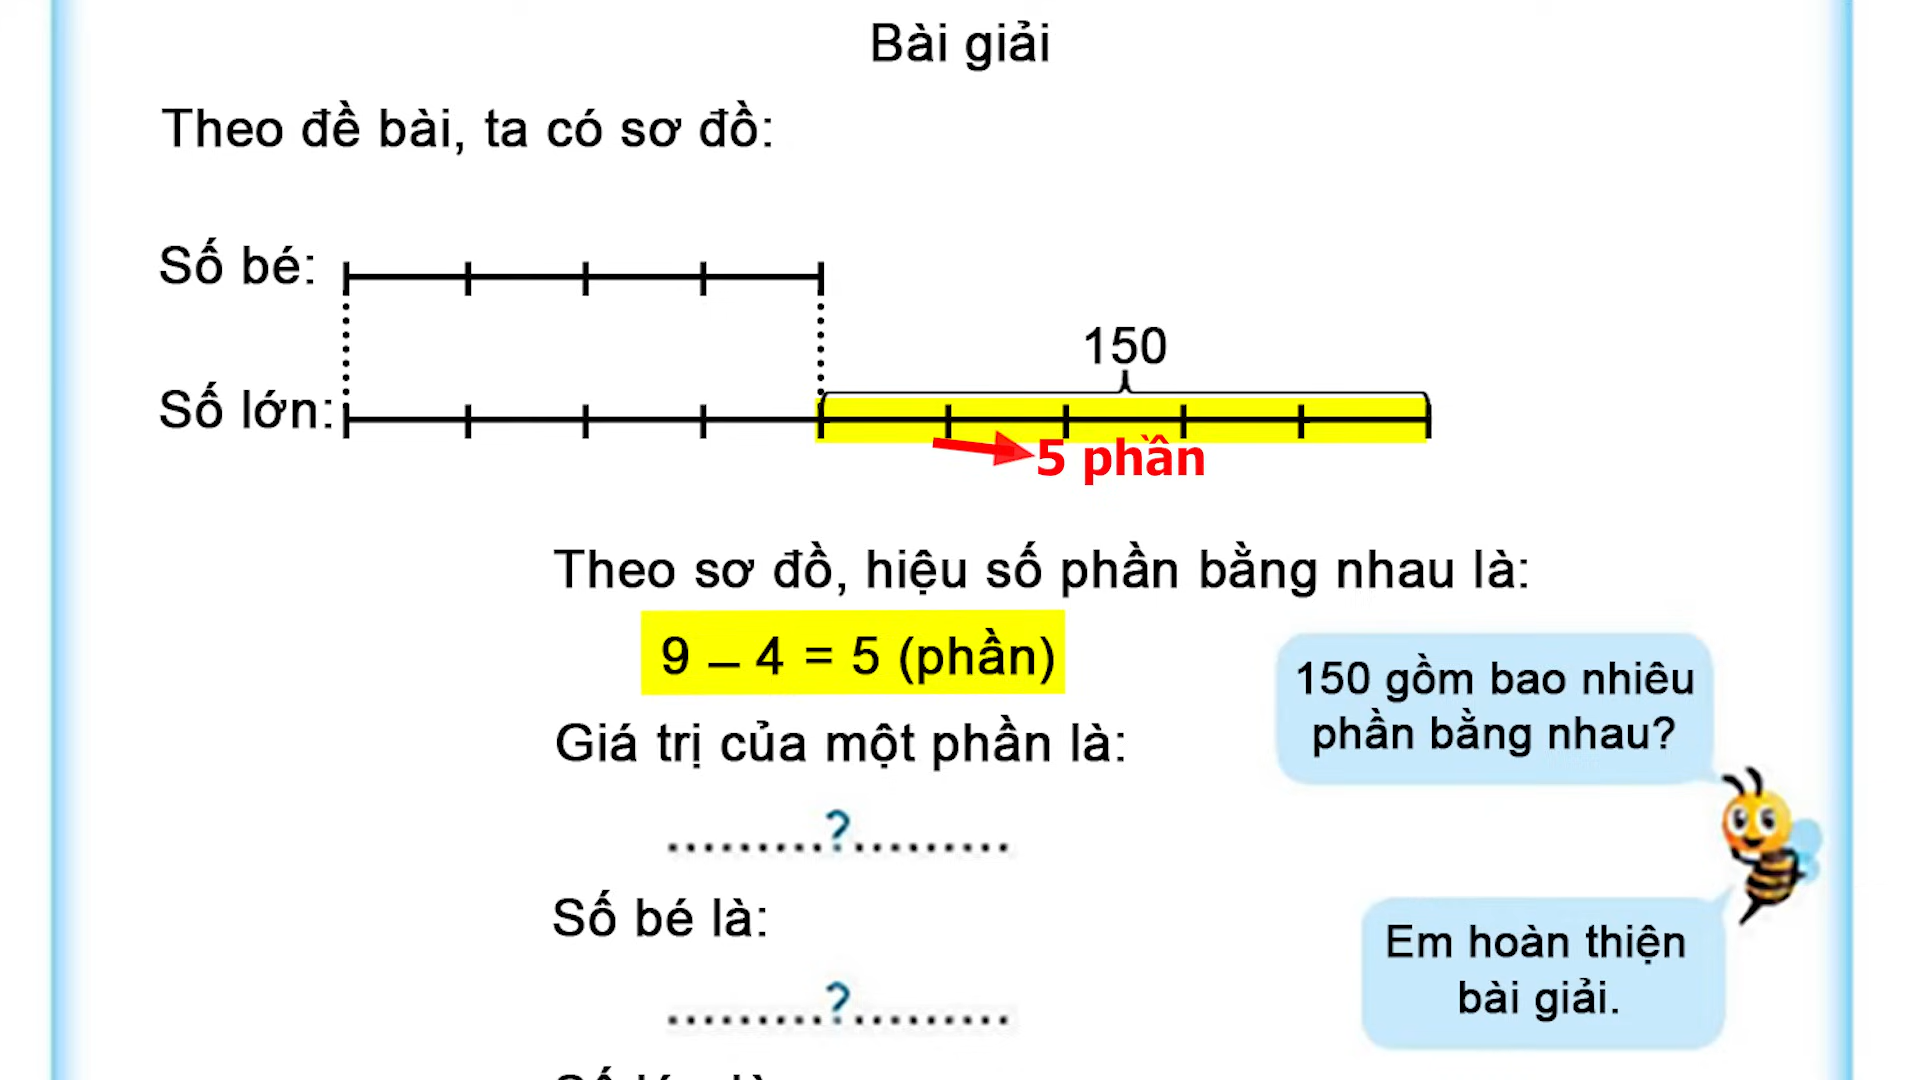 Bài giải
Theo đề bài, ta có sơ đồ:
Số bé:
150
Số lớn:
5 phần
Theo sơ đồ, hiệu số phần bằng nhau là:
9 – 4 = 5 (phần)
150 gồm bao nhiêu
phần bằng nhau?
Giá trị của một phần là:
.........?.........
Số bé là:
Em hoàn thiện
bài giải.
.........?.........